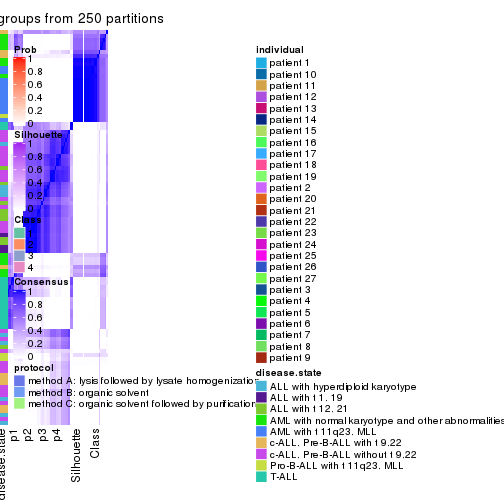 groups from 250 partitions
Prob
1
0.8
0.6
0.4
0.2
0
Silhouette
1
0.8
0.6
0.4
0.2
0
Class
1
2
3
4
Consensus
1
0.8
0.6
0.4
0.2
0
protocol
method A: lysis followed by lysate homogenization
method B: organic solvent
method C: organic solvent followed by purification
disease.state
p1
p2
p3
p4
Silhouette
Class
individual
patient 1
patient 10
patient 11
patient 12
patient 13
patient 14
patient 15
patient 16
patient 17
patient 18
patient 19
patient 2
patient 20
patient 21
patient 22
patient 23
patient 24
patient 25
patient 26
patient 27
patient 3
patient 4
patient 5
patient 6
patient 7
patient 8
patient 9
disease.state
ALL with hyperdiploid karyotype
ALL with t 1. 19
ALL with t 12. 21
AML with normal karyotype and other abnormalities
AML with t 11q23. MLL
c-ALL. Pre-B-ALL with t 9.22
c-ALL. Pre-B-ALL without t 9.22
Pro-B-ALL with t 11q23. MLL
T-ALL